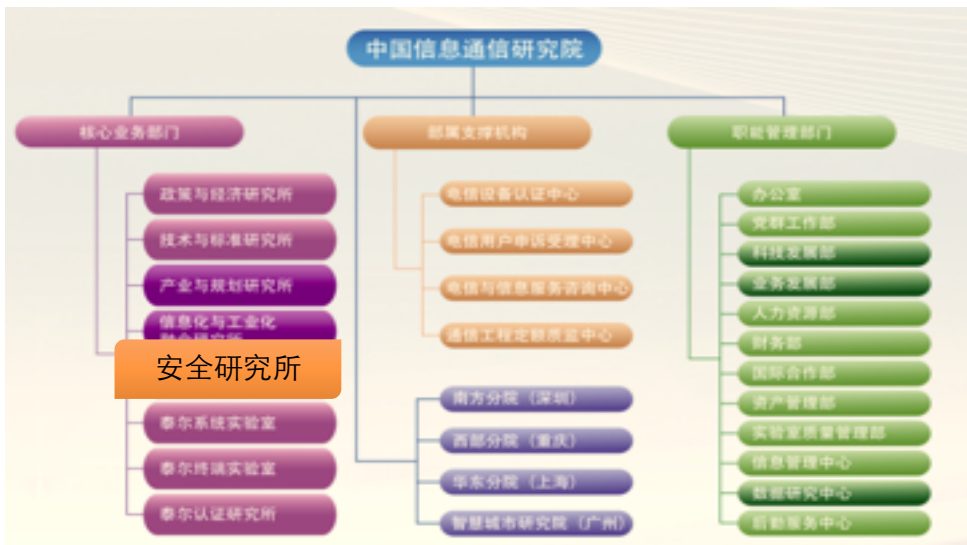 中国信息通信研究院
核心业务部门
政策与经济研究所
技术与标准研究所
产业与规划研究所
信息化与工业化
融合研究所
安全研究所
泰尔系统实验室
泰尔终端实验室
泰尔认证研究所
部属支撑机构
电信设备认证中心
电信用户申诉受理中心
电信与信息服务咨询中心
通信工程定额质监中心
南方分院（深圳）
西部分院（重庆）
华东分院（上海）
智慧城市研究院（广州）
职能管理部门
办公室
党群工作部
科技发展部
业务发展部
人力资源部
财务部
国际合作部
资产管理部
实验室质量管理部
信息管理中心
数据研究中心
后勤服务中心